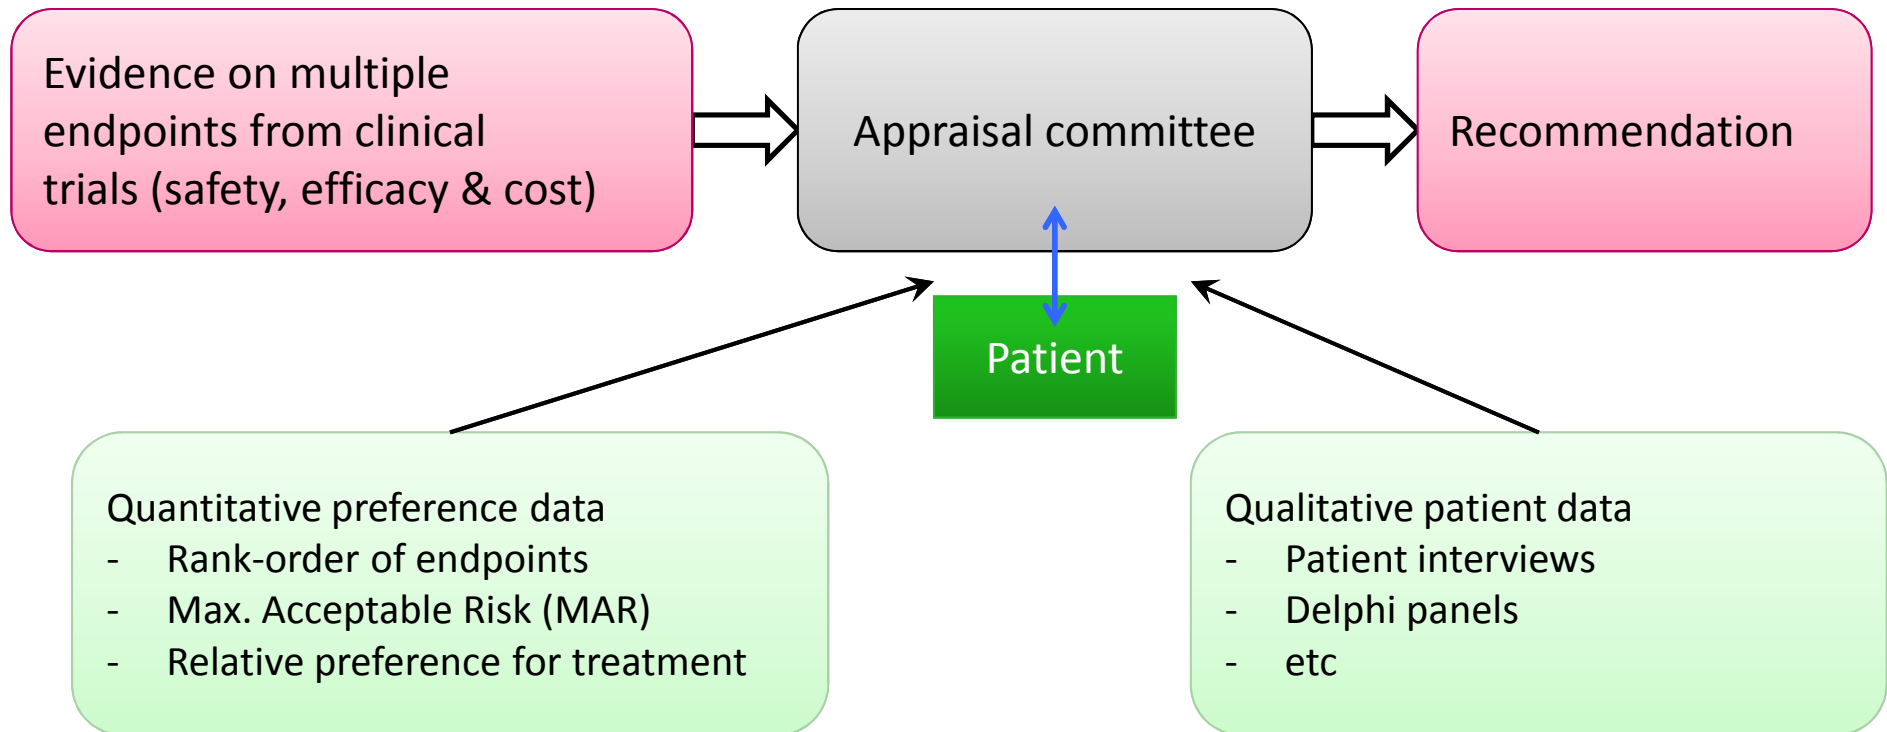 Evidence on multiple
endpoints from clinical
trials (safety, efficacy & cost)
Appraisal committee
Recommendation
Patient
Quantitative preference data
- Rank-order of endpoints
- Max. Acceptable Risk (MAR)
- Relative preference for treatment
Qualitative patient data
- Patient interviews
- Delphi panels
- etc